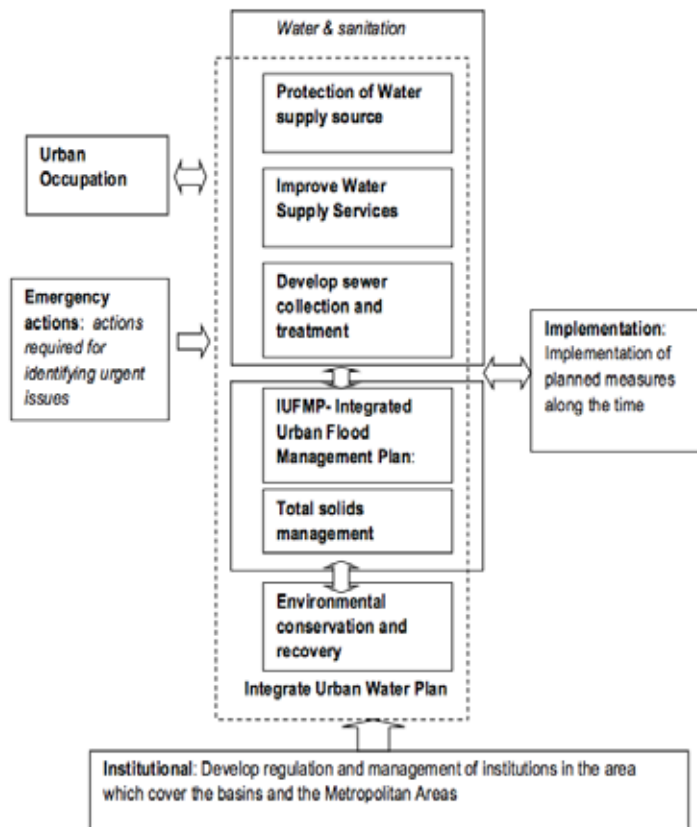 Water & sanitation
Protection of Water
supply source
Urban
Occupation
Improve Water
Supply Services
Emergency
actions: actions
required for
identifying urgent
issues
Develop sewer
collection and
treatment
Implementation:
Implementation of
planned measures
along the time
IUFMP- Integrated
Urban Flood
Management Plan:
Total solids
management
Environmental
conservation and
recovery
Integrate Urban Water Plan
Institutional: Develop regulation and management of institutions in the area
which cover the basins and the Metropolitan Areas